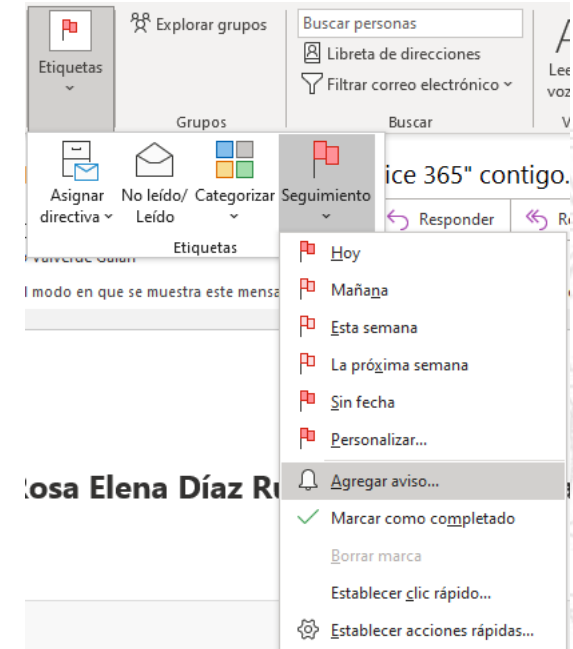 Etiquetas
Explorar grupos
Grupos
Buscar personas
Libreta de direcciones
Filtrar correo electrónico
Buscar
Lee
voz
V
Asignar
directiva
No leído/
Leído
Categorizar
Seguimiento
Etiquetas
ice 365" contigo.
Responder
R
Valverde Galán
l modo en que se muestra este mensa
Hoy
Mañana
Esta semana
La próxima semana
Sin fecha
Personalizar...
Agregar aviso...
Marcar como completado
Borrar marca
Establecer clic rápido...
Establecer acciones rápidas...
Rosa Elena Díaz Ru